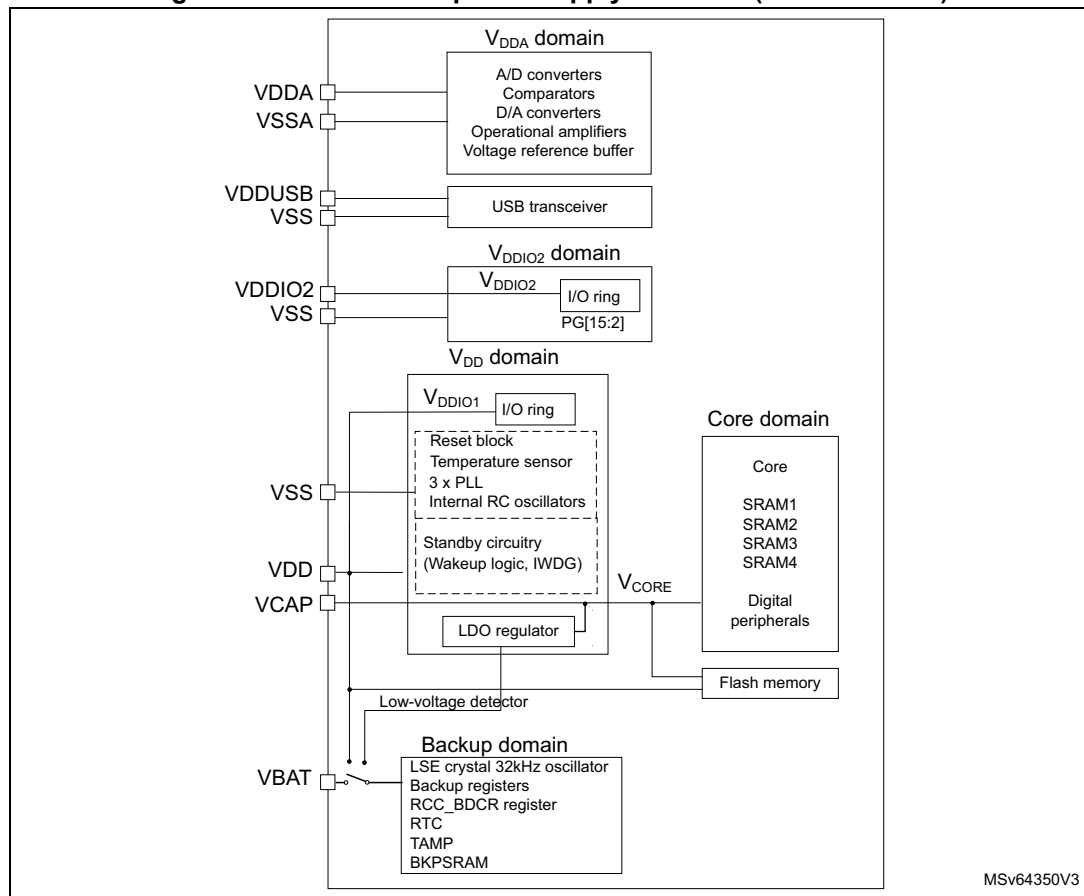 V_DDA domain
A/D converters
Comparators
D/A converters
Operational amplifiers
Voltage reference buffer
VDDA
VSSA
VDDUSB
VSS
USB transceiver
V_DDIO2 domain
V_DDIO2
VDDIO2
VSS
I/O ring
PG[15:2]
V_DD domain
V_DDIO1
I/O ring
Reset block
Temperature sensor
3 x PLL
Internal RC oscillators
VSS
Standby circuitry
(Wakeup logic, IWDG)
VDD
VCAP
V_CORE
LDO regulator
Core domain
Core
SRAM1
SRAM2
SRAM3
SRAM4
Digital
peripherals
Flash memory
Low-voltage detector
Backup domain
VBAT
LSE crystal 32kHz oscillator
Backup registers
RCC_BDCR register
RTC
TAMP
BKPSRAM
MSv64350V3